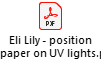 PDF
Eli Lily - position
paper on UV lights.p